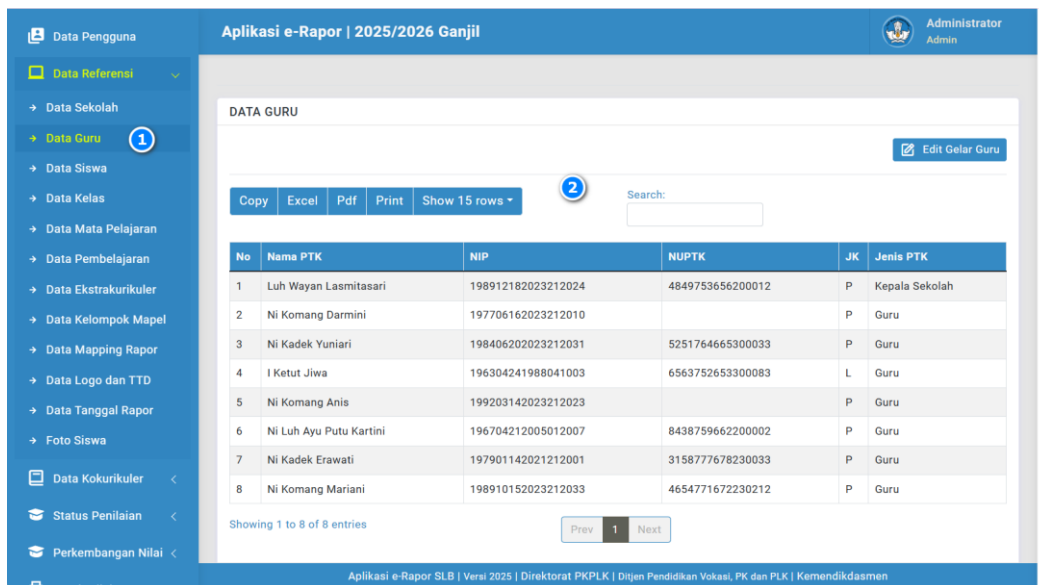 Data Pengguna
Aplikasi e-Rapor | 2025/2026 Ganjil
Administrator
Admin
Data Referensi
Data Sekolah
Data Guru
1
Data Siswa
Data Kelas
Data Mata Pelajaran
Data Pembelajaran
Data Ekstrakurikuler
Data Kelompok Mapel
Data Mapping Rapor
Data Logo dan TTD
Data Tanggal Rapor
Foto Siswa
Data Kokurikuler
Status Penilaian
Perkembangan Nilai
DATA GURU
Edit Gelar Guru
2
Copy Excel Pdf Print Show 15 rows
Search:
No Nama PTK NIP NUPTK JK Jenis PTK
1 Luh Wayan Lasmitasari 198912182023212024 4849753656200012 P Kepala Sekolah
2 Ni Komang Darmini 197706162023212010 P Guru
3 Ni Kadek Yuniari 198406202023212031 5251764665300033 P Guru
4 I Ketut Jiwa 196304241988041003 6563752653300083 L Guru
5 Ni Komang Anis 199203142023212023 P Guru
6 Ni Luh Ayu Putu Kartini 196704212005012007 8438759662200002 P Guru
7 Ni Kadek Erawati 197901142021212001 3158777678230033 P Guru
8 Ni Komang Mariani 198910152023212033 4654771672230212 P Guru
Showing 1 to 8 of 8 entries
Prev 1 Next
Aplikasi e-Rapor SLB | Versi 2025 | Direktorat PKPLK | Ditjen Pendidikan Vokasi, PK dan PLK | Kemendikdasmen